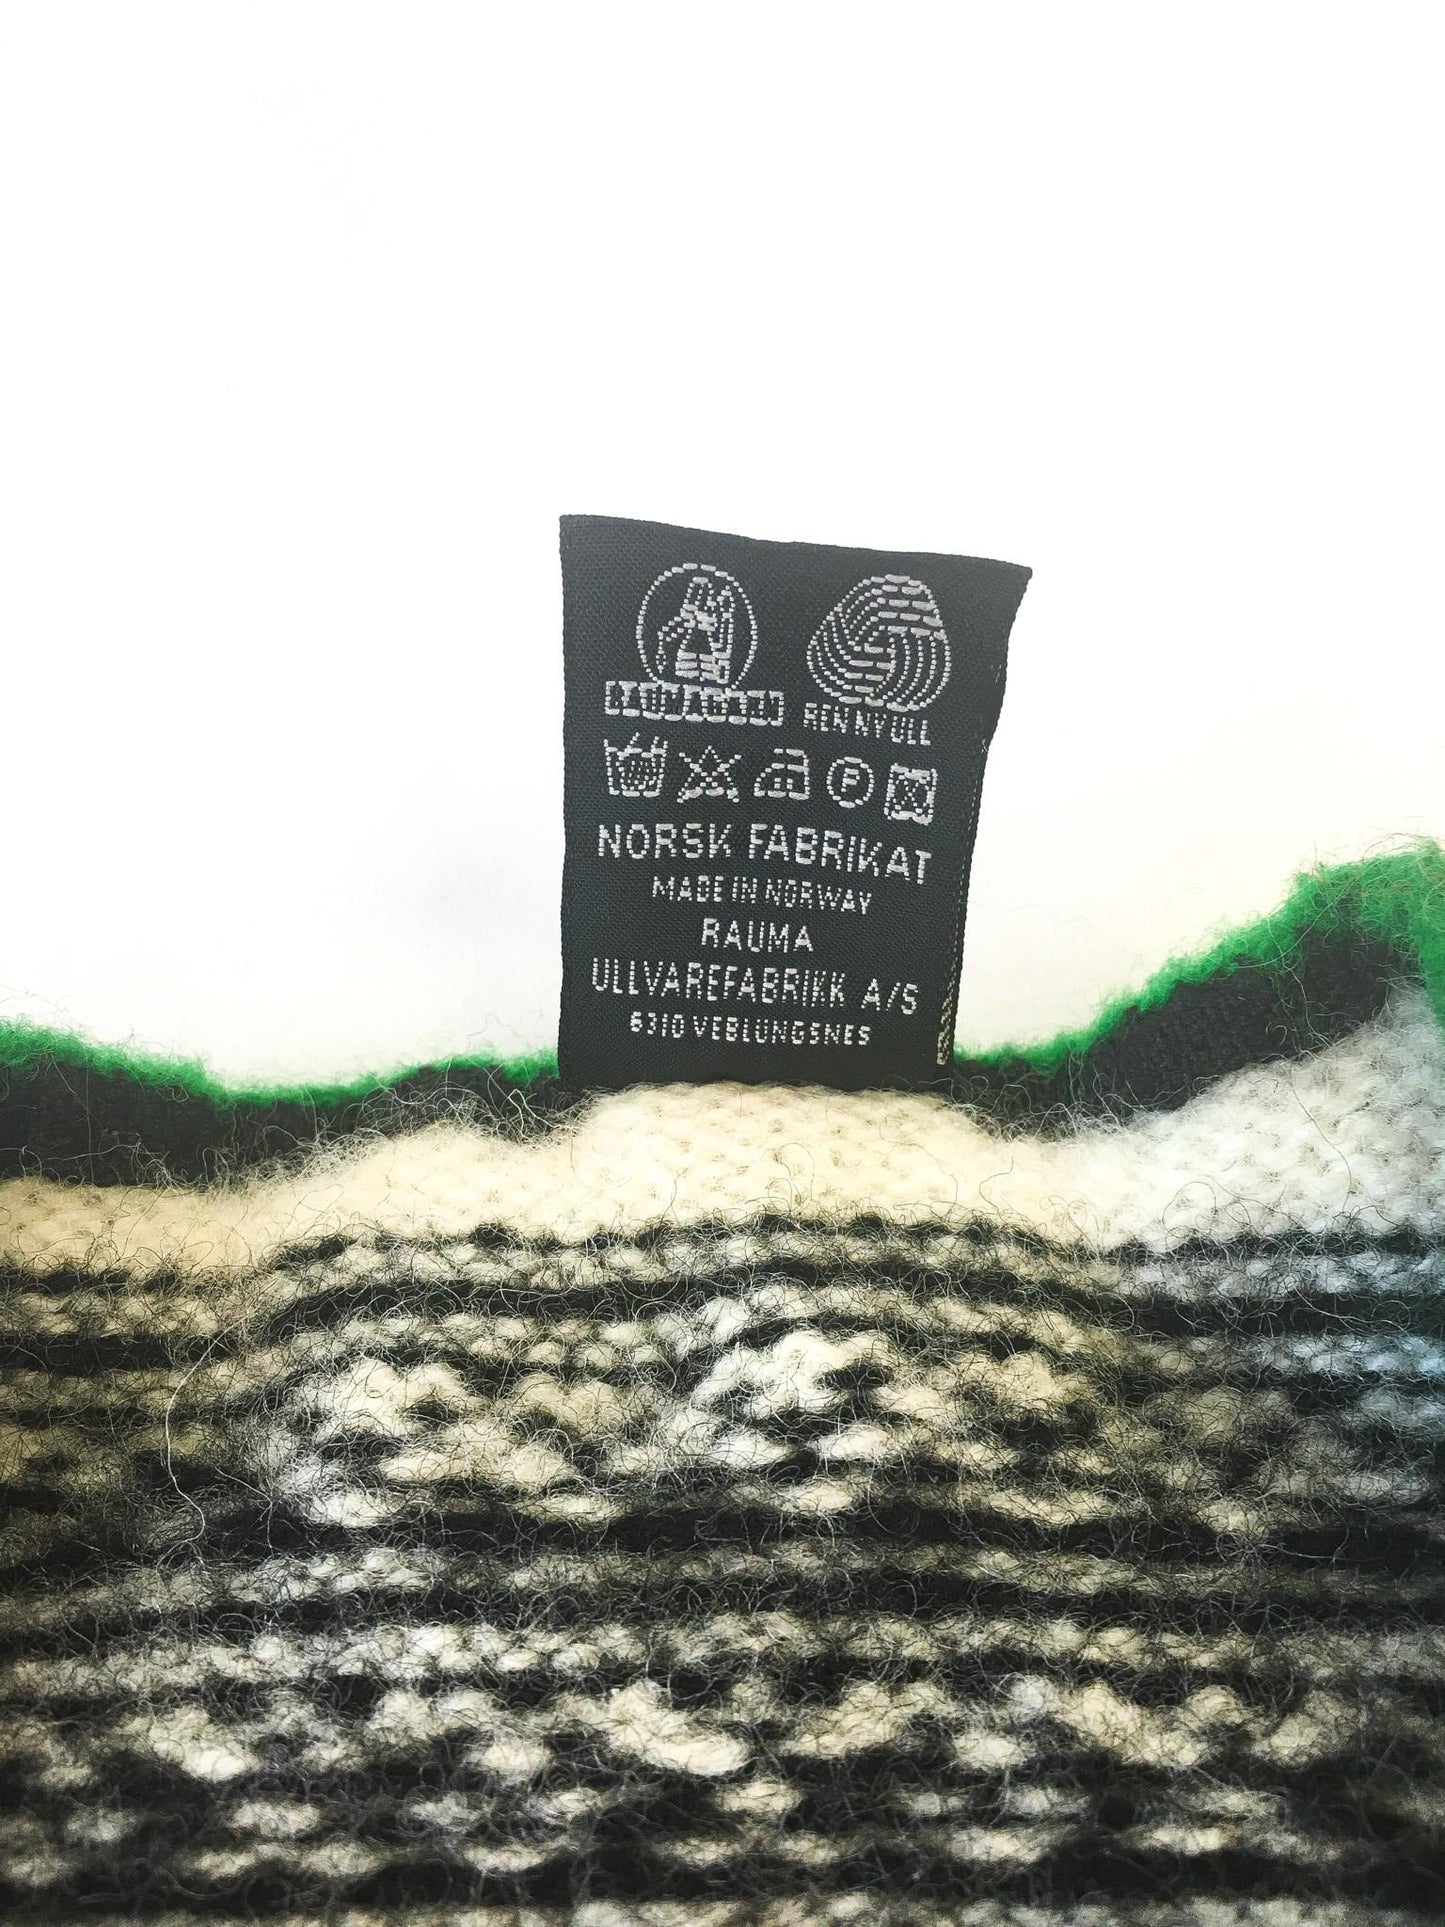 RAUMAGARN
REN NY ULL
P
NORSK FABRIKAT
MADE IN NORWAY
RAUMA
ULLVAREFABRIKK A/S
6310 VEBLUNGSNES